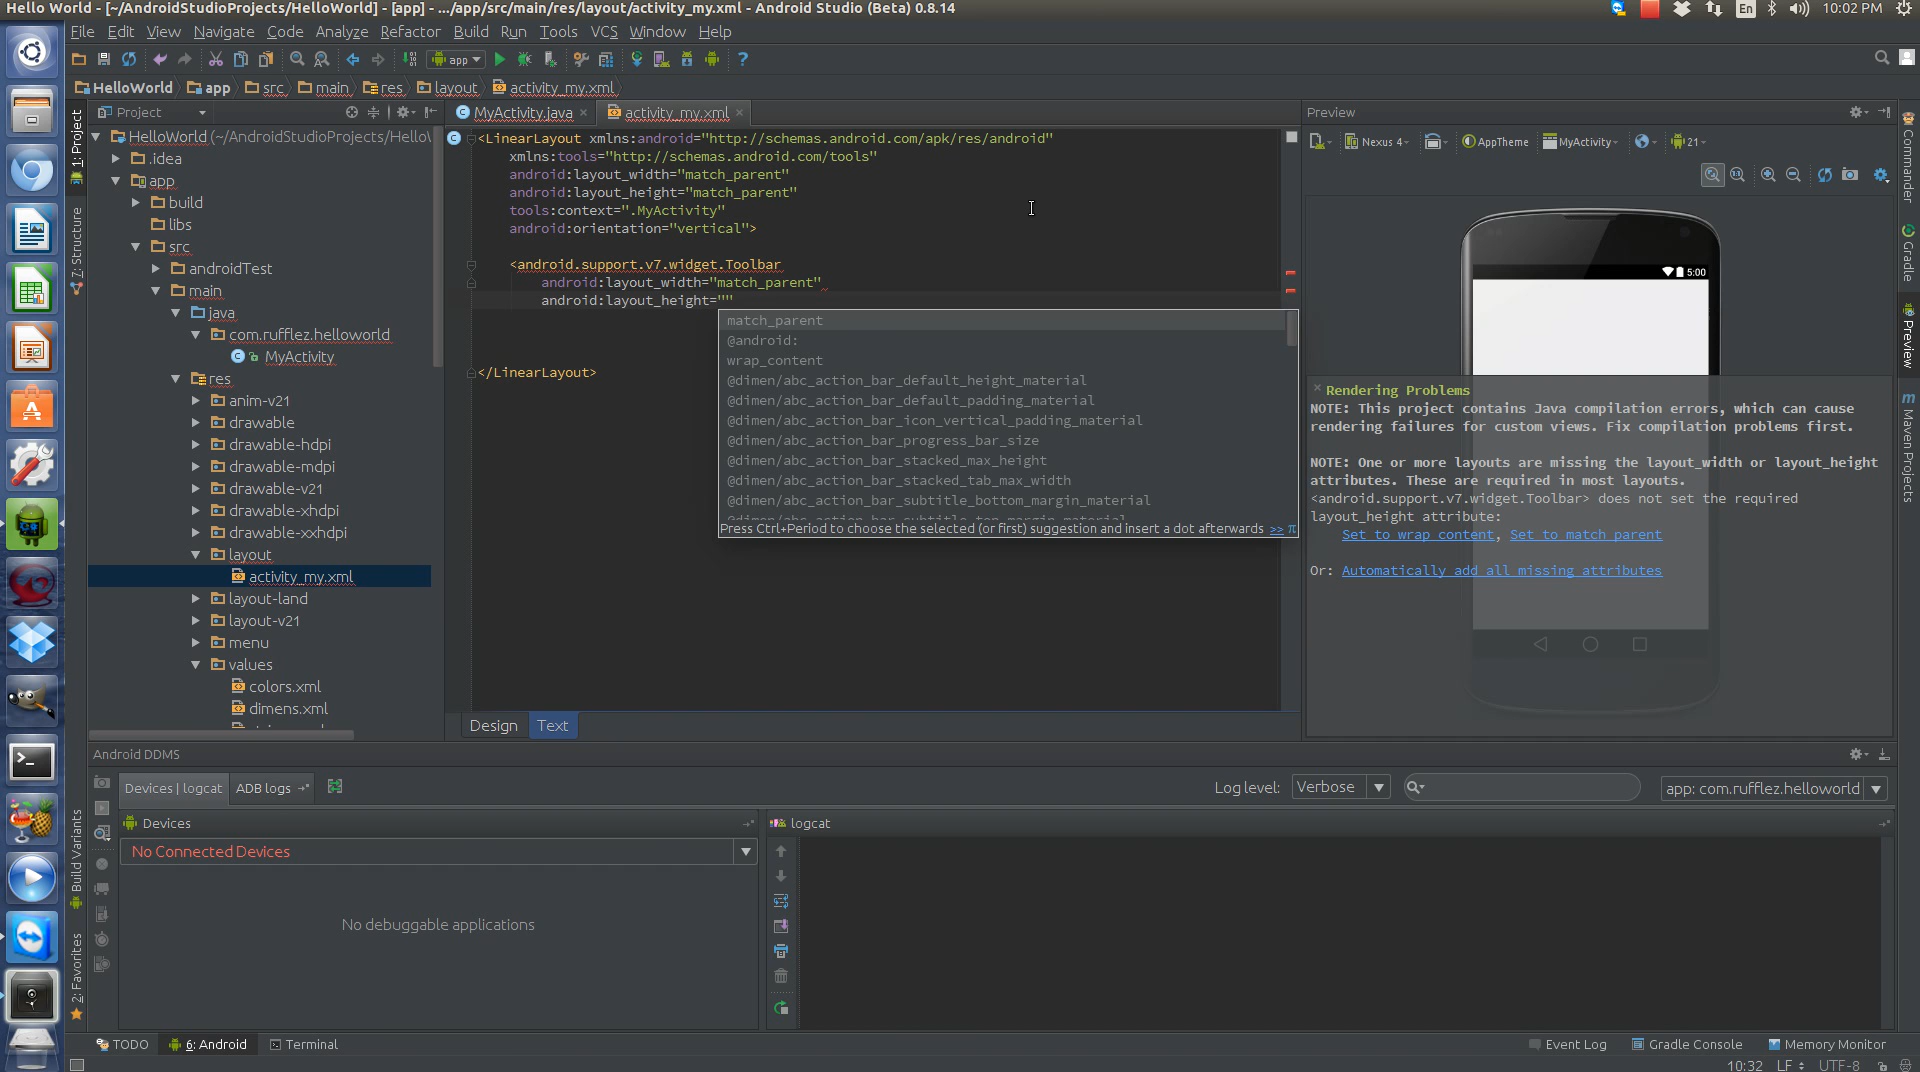 Hello World - [~/AndroidStudioProjects/HelloWorld] - [app] - .../app/src/main/res/layout/activity_my.xml - Android Studio (Beta) 0.8.14
En
10:02 PM
File Edit View Navigate Code Analyze Refactor Build Run Tools VCS Window Help
app
HelloWorld app src main res layout activity_my.xml
Project
MyActivity.java
activity_my.xml
Preview
1: Project
7: Structure
Build Variants
2: Favorites
HelloWorld (~/AndroidStudioProjects/Hello
.idea
app
build
libs
src
androidTest
main
java
com.rufflez.helloworld
MyActivity
res
anim-v21
drawable
drawable-hdpi
drawable-mdpi
drawable-v21
drawable-xhdpi
drawable-xxhdpi
layout
activity_my.xml
layout-land
layout-v21
menu
values
colors.xml
dimens.xml
<LinearLayout xmlns:android="http://schemas.android.com/apk/res/android"
xmlns:tools="http://schemas.android.com/tools"
android:layout_width="match_parent"
android:layout_height="match_parent"
tools:context=".MyActivity"
android:orientation="vertical">
<android.support.v7.widget.Toolbar
android:layout_width="match_parent"
android:layout_height=""
</LinearLayout>
match_parent
@android:
wrap_content
@dimen/abc_action_bar_default_height_material
@dimen/abc_action_bar_default_padding_material
@dimen/abc_action_bar_icon_vertical_padding_material
@dimen/abc_action_bar_progress_bar_size
@dimen/abc_action_bar_stacked_max_height
@dimen/abc_action_bar_stacked_tab_max_width
@dimen/abc_action_bar_subtitle_bottom_margin_material
@dimen/abc_action_bar_subtitle_top_margin_material
Press Ctrl+Period to choose the selected (or first) suggestion and insert a dot afterwards >> π
Design Text
Nexus 4
AppTheme
MyActivity
21
5:00
Rendering Problems
NOTE: This project contains Java compilation errors, which can cause
rendering failures for custom views. Fix compilation problems first.
NOTE: One or more layouts are missing the layout_width or layout_height
attributes. These are required in most layouts.
<android.support.v7.widget.Toolbar> does not set the required
layout_height attribute:
Set to wrap_content, Set to match_parent
Or: Automatically add all missing attributes
Commander
Gradle
Preview
Maven Projects
Android DDMS
Devices | logcat
ADB logs
Log level: Verbose
app: com.rufflez.helloworld
Devices
logcat
No Connected Devices
No debuggable applications
TODO
6: Android
Terminal
Event Log
Gradle Console
Memory Monitor
10:32 LF UTF-8